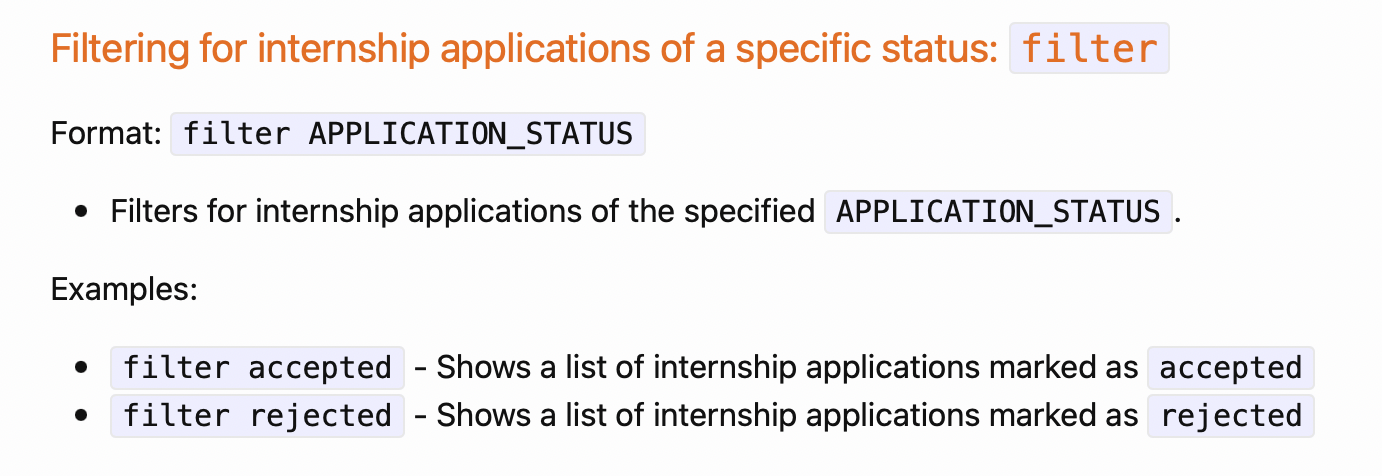 Filtering for internship applications of a specific status: filter
Format: filter APPLICATION_STATUS
• Filters for internship applications of the specified APPLICATION_STATUS.
Examples:
• filter accepted - Shows a list of internship applications marked as accepted
• filter rejected - Shows a list of internship applications marked as rejected